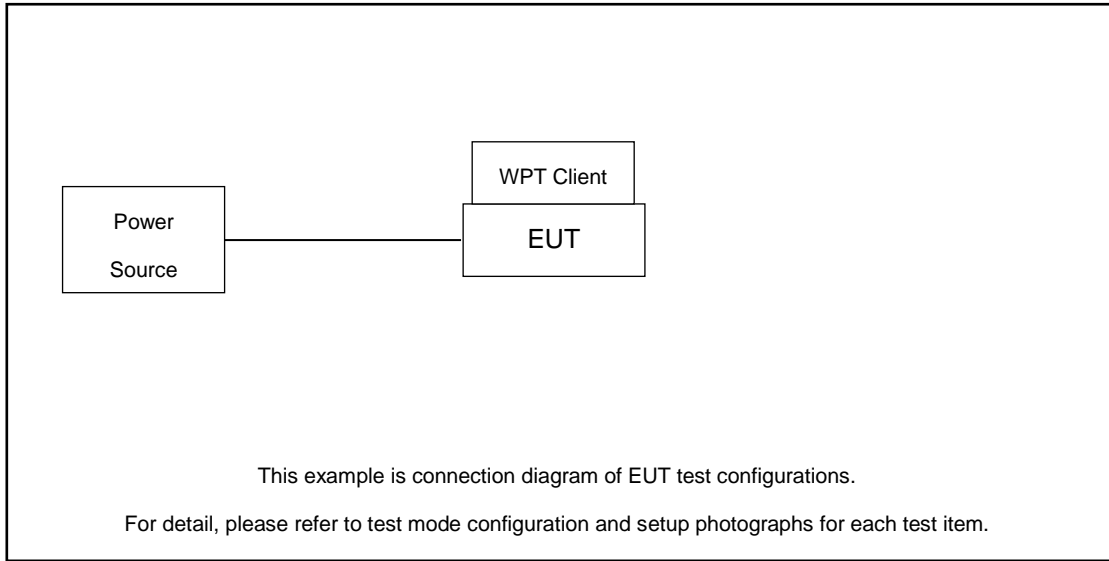 Power
Source
WPT Client
EUT
This example is connection diagram of EUT test configurations.
For detail, please refer to test mode configuration and setup photographs for each test item.